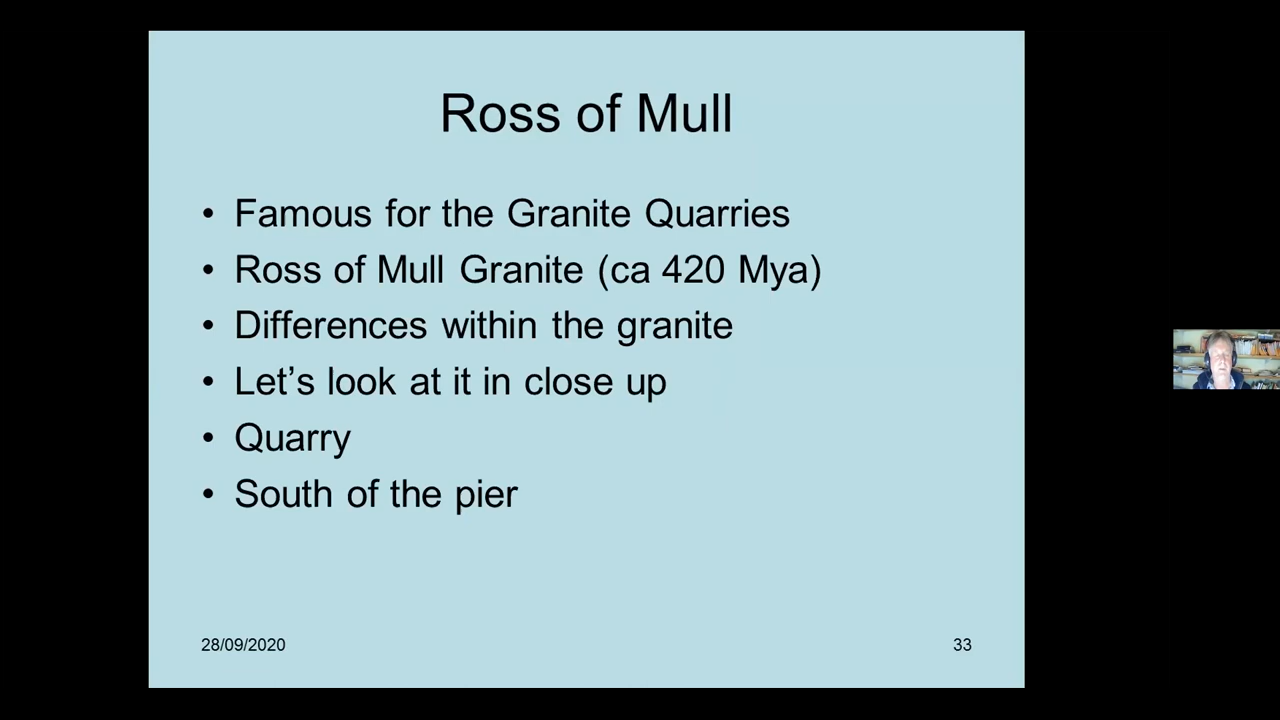 Ross of Mull
• Famous for the Granite Quarries
• Ross of Mull Granite (ca 420 Mya)
• Differences within the granite
• Let’s look at it in close up
• Quarry
• South of the pier
28/09/2020
33